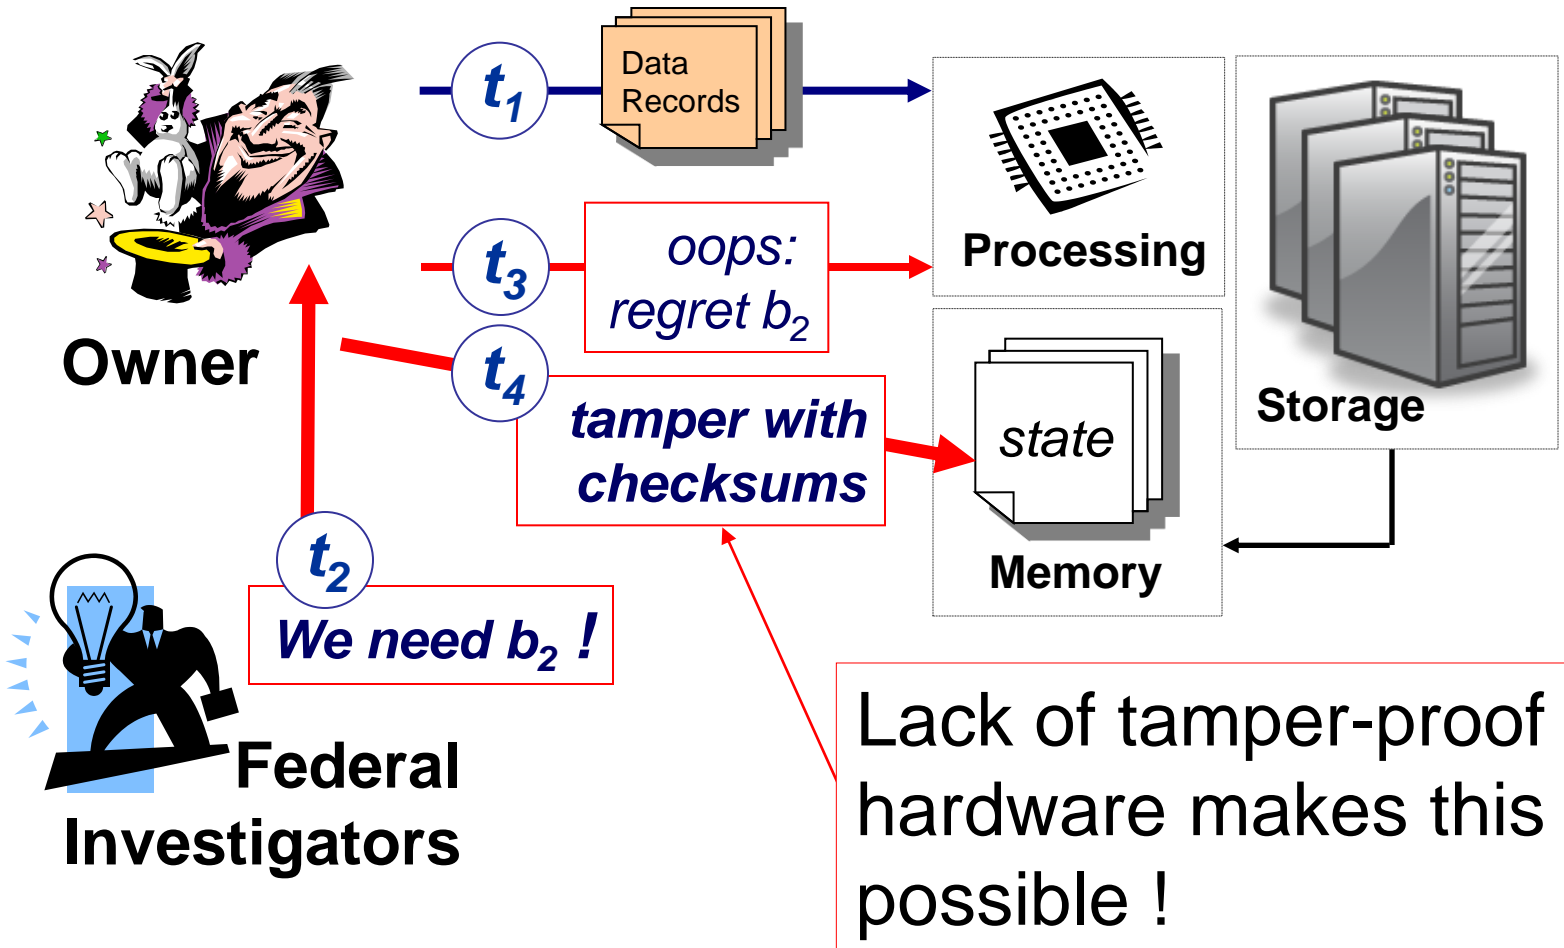 t1
Data
Records
Processing
t3
oops:
regret b2
Owner
t4
tamper with
checksums
state
Storage
Memory
t2
We need b2 !
Federal
Investigators
Lack of tamper-proof
hardware makes this
possible !